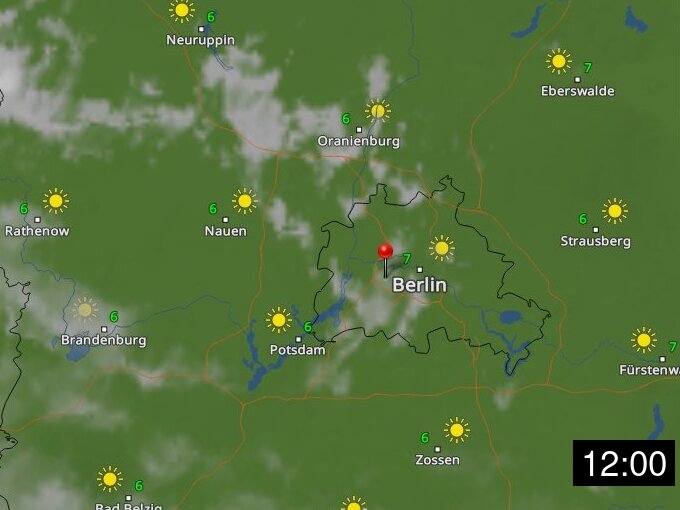 6
Neuruppin
7
Eberswalde
6
Oranienburg
6
Rathenow
6
Nauen
6
Strausberg
7
Berlin
6
Brandenburg
6
Potsdam
7
Fürstenwa
6
Zossen
12:00
6
Bad Belzig